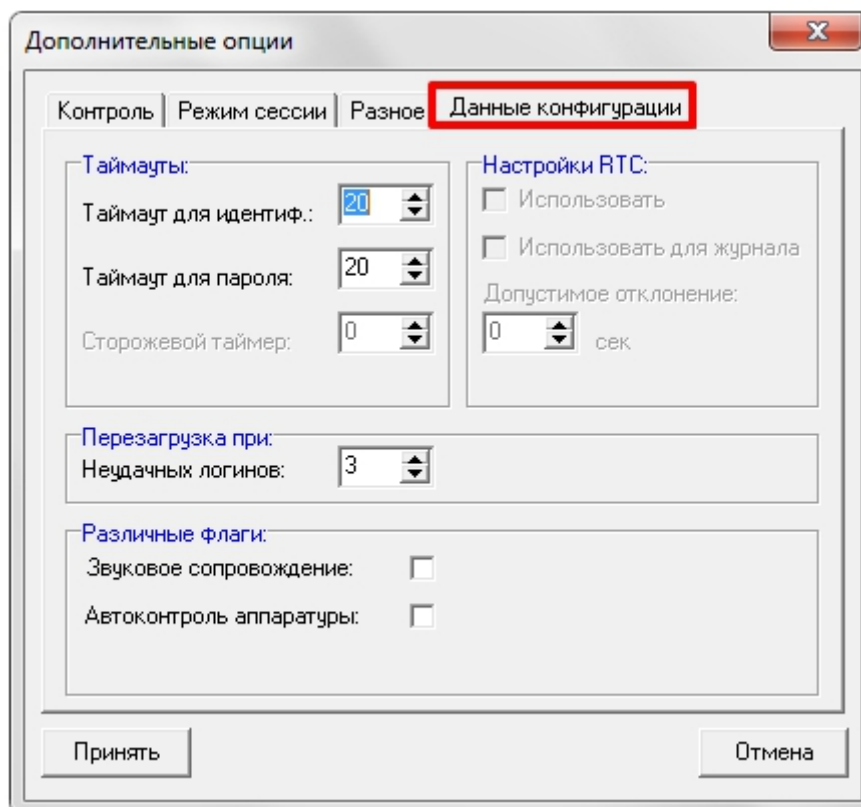 Дополнительные опции
Контроль Режим сессии Разное Данные конфигурации
Таймауты:
Таймаут для идентиф.: 20
Таймаут для пароля: 20
Сторожевой таймер: 0
Настройки RTC:
Использовать
Использовать для журнала
Допустимое отклонение:
0 сек
Перезагрузка при:
Неудачных логинов: 3
Различные флаги:
Звуковое сопровождение:
Автоконтроль аппаратуры:
Принять Отмена